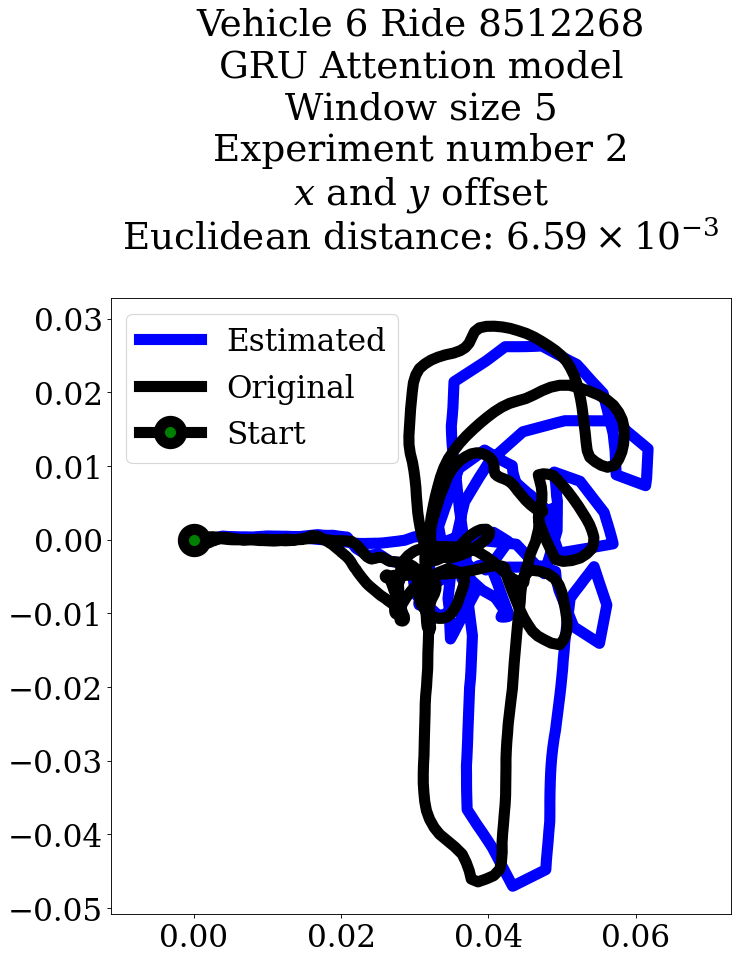 Vehicle 6 Ride 8512268
GRU Attention model
Window size 5
Experiment number 2
x and y offset
Euclidean distance: 6.59 × 10⁻³
Estimated
Original
Start
0.03
0.02
0.01
0.00
−0.01
−0.02
−0.03
−0.04
−0.05
0.00 0.02 0.04 0.06